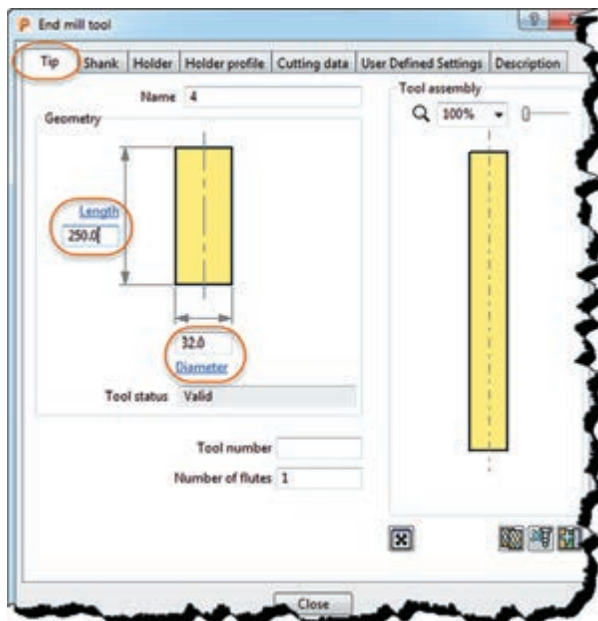 End mill tool
Tip Shank Holder Holder profile Cutting data User Defined Settings Description
Name 4
Geometry
Length
250.0
32.0
Diameter
Tool status Valid
Tool number
Number of flutes 1
Tool assembly
100%
Close